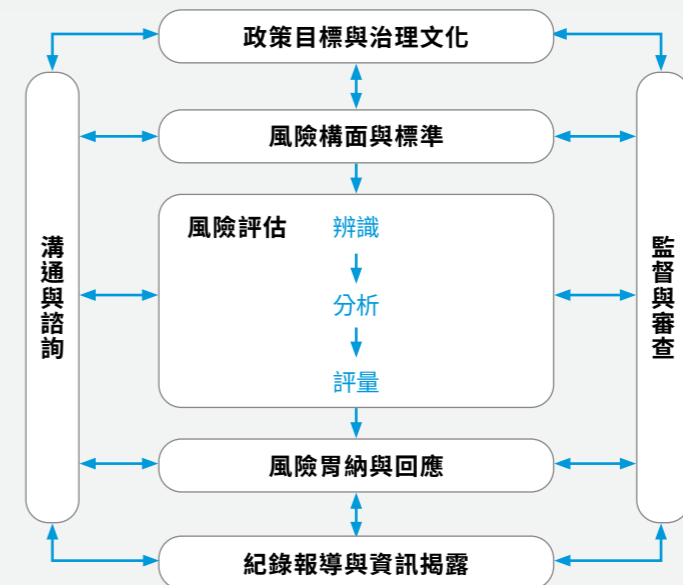 政策目標與治理文化
風險構面與標準
風險評估
辨識
分析
評量
風險胃納與回應
紀錄報導與資訊揭露
溝通與諮詢
監督與審查